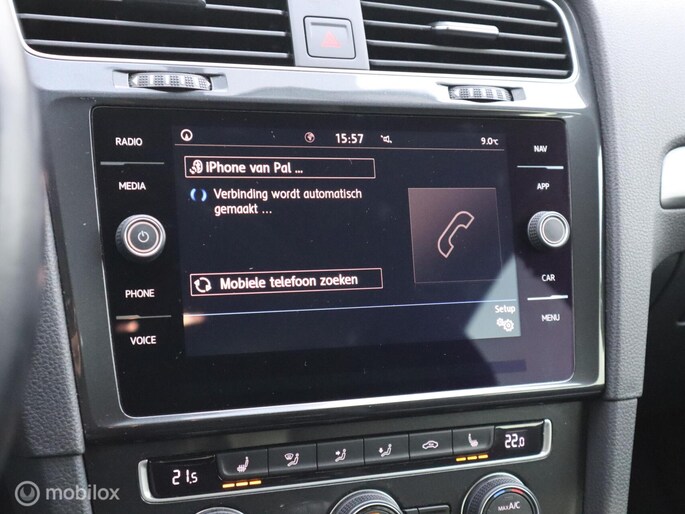 RADIO
MEDIA
PHONE
VOICE
15:57
9.0°C
iPhone van Pal ...
Verbinding wordt automatisch
gemaakt ...
Mobiele telefoon zoeken
Setup
NAV
APP
CAR
MENU
21.5
22.0
MAX A/C
mobilox